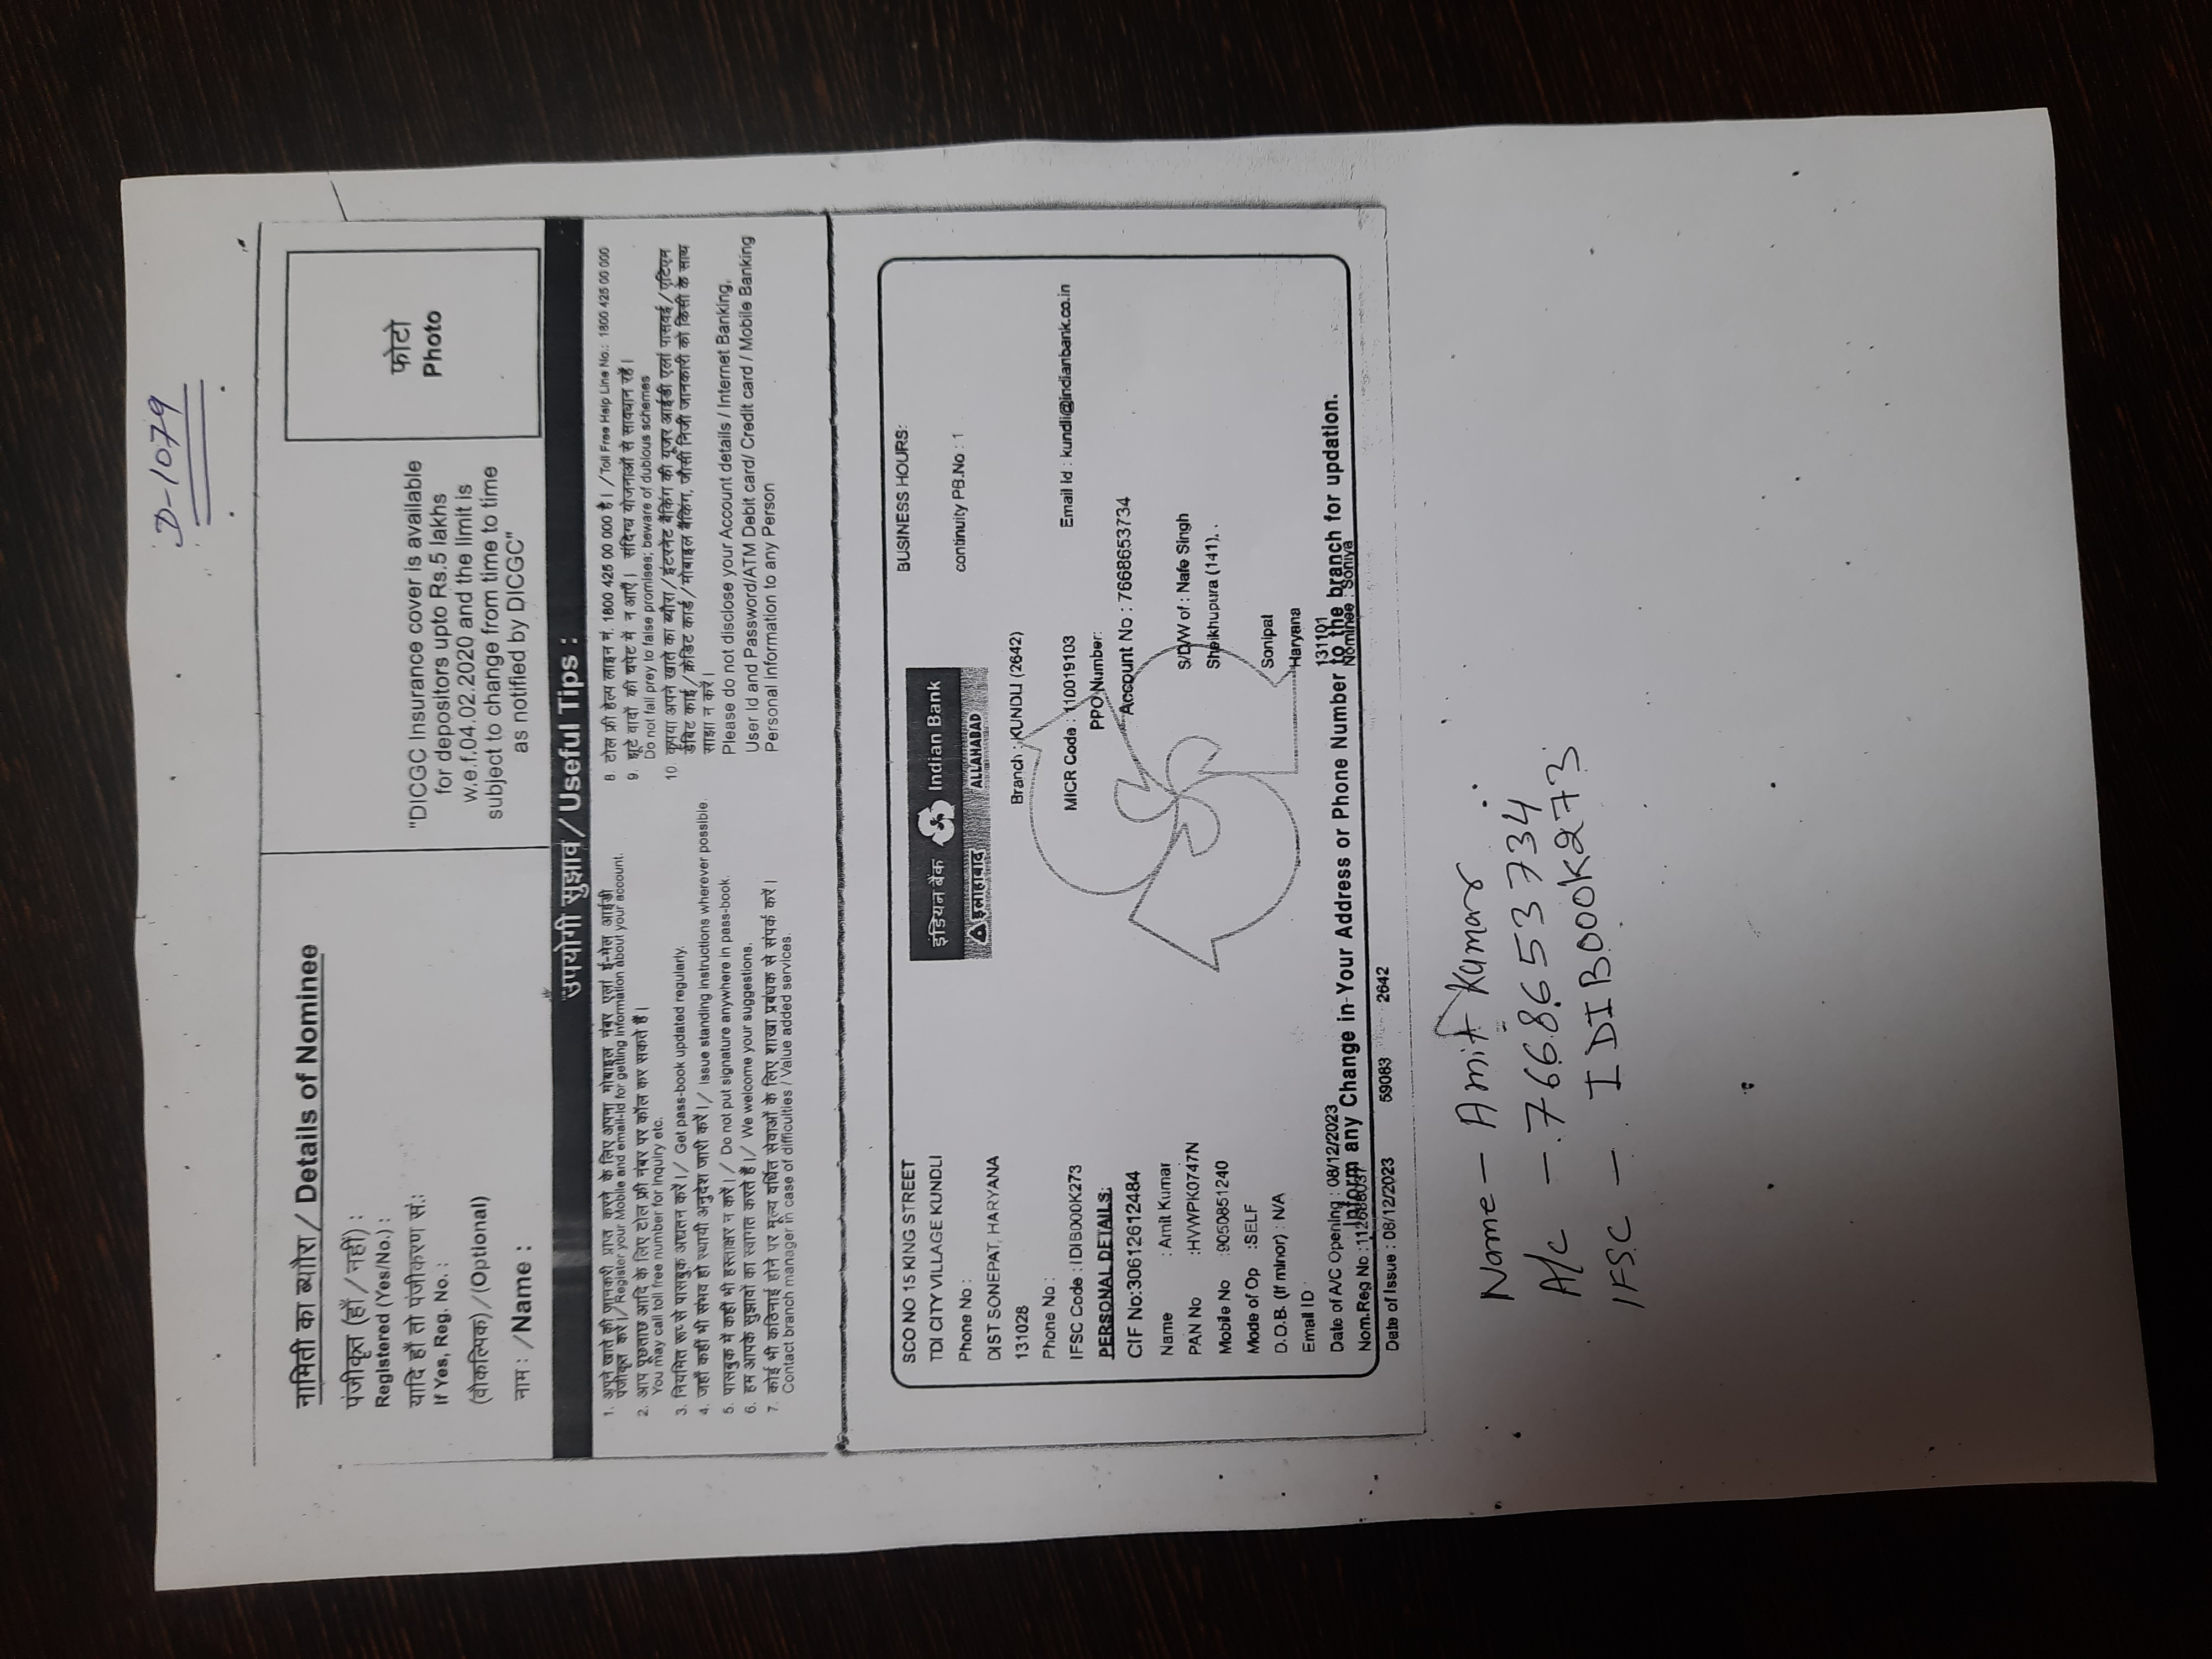 D-1079
नामिती का ब्यौरा / Details of Nominee
पंजीकृत (हाँ / नहीं) :
Registered (Yes/No.) :
यादि हाँ तो पंजीकरण सं.:
If Yes, Reg. No. :
(वैकल्पिक) / (Optional)
नाम : /Name :
"DICGC Insurance cover is available
for depositors upto Rs.5 lakhs
w.e.f.04.02.2020 and the limit is
subject to change from time to time
as notified by DICGC"
फोटो
Photo
उपयोगी सुझाव / Useful Tips :
1. अपने खाते की जानकरी प्राप्त करने के लिए अपना मोबाइल नंबर एलां ई-मेल आईडी
पंजीकृत करें।/ Register your Mobile and email-Id for getting Information about your account.
2. आप पूछताछ आदि के लिए टोल फ्री नंबर पर कॉल कर सकते हैं।
You may call toll free number for Inquiry etc.
3. नियमित रूप से पासबुक अद्यतन करें।/ Get pass-book updated regularly.
4. जहाँ कहीं भी संभव हो स्थायी अनुदेश जारी करें।/ Issue standing Instructions wherever possible.
5. पासबुक में कहीं भी हस्ताक्षर न करें।/ Do not put signature anywhere in pass-book.
6. हम आपके सुझावों का स्वागत करते हैं।/ We welcome your suggestions.
7. कोई भी कठिनाई होने पर मूल्य वर्धित सेवाओं के लिए शाखा प्रबंधक से संपर्क करें।
Contact branch manager in case of difficulties / Value added services.
8. टोल फ्री हेल्प लाइन नं. 1800 425 00 000 है। /Toll Free Help Line No.: 1800 425 00 000
9. झूटे वादों की चपेट में न आएँ। संदिग्ध योजनाओं से सावधान रहें।
Do not fall prey to false promises; beware of dubious schemes
10. कृपया अपने खाते का ब्यौरा / इंटरनेट बैंकिंग की यूजर आईडी एलां पासवर्ड / एटिएम
डेबिट कार्ड / क्रेडिट कार्ड / मोबाइल बैंकिंग, जौसी निजी जानकारी को किसी के साथ
साझा न करें।
Please do not disclose your Account details / Internet Banking,
User Id and Password/ATM Debit card/ Credit card / Mobile Banking
Personal information to any Person
SCO NO 15 KING STREET
TDI CITY VILLAGE KUNDLI
Phone No :
DIST SONEPAT, HARYANA
131028
Phone No :
IFSC Code : IDIB000K273
इंडियन बैंक Indian Bank
इलाहाबाद ALLAHABAD
BUSINESS HOURS:
continuity PB.No : 1
Branch : KUNDLI (2642)
MICR Code : 110019103 Email Id : kundli@indianbank.co.in
PPO Number:
Account No : 7668653734
PERSONAL DETAILS:
CIF No:30612612484
Name : Amit Kumar
PAN No :HVWPK0747N
Mobile No :9050851240
Mode of Op :SELF
D.O.B. (If minor) : N/A
Email ID
Date of A/C Opening : 08/12/2023
Nom.Reg No :112688037
Date of Issue : 08/12/2023 59083 2642
S/D/W of : Nafe Singh
Sheikhupura (141), .
Sonipat
Haryana
131101
Nominee : Soniya
Inform any Change in Your Address or Phone Number to the branch for updation.
Name - Amit Kumar
A/c - 7668653734
IFSC - IDIB000K273